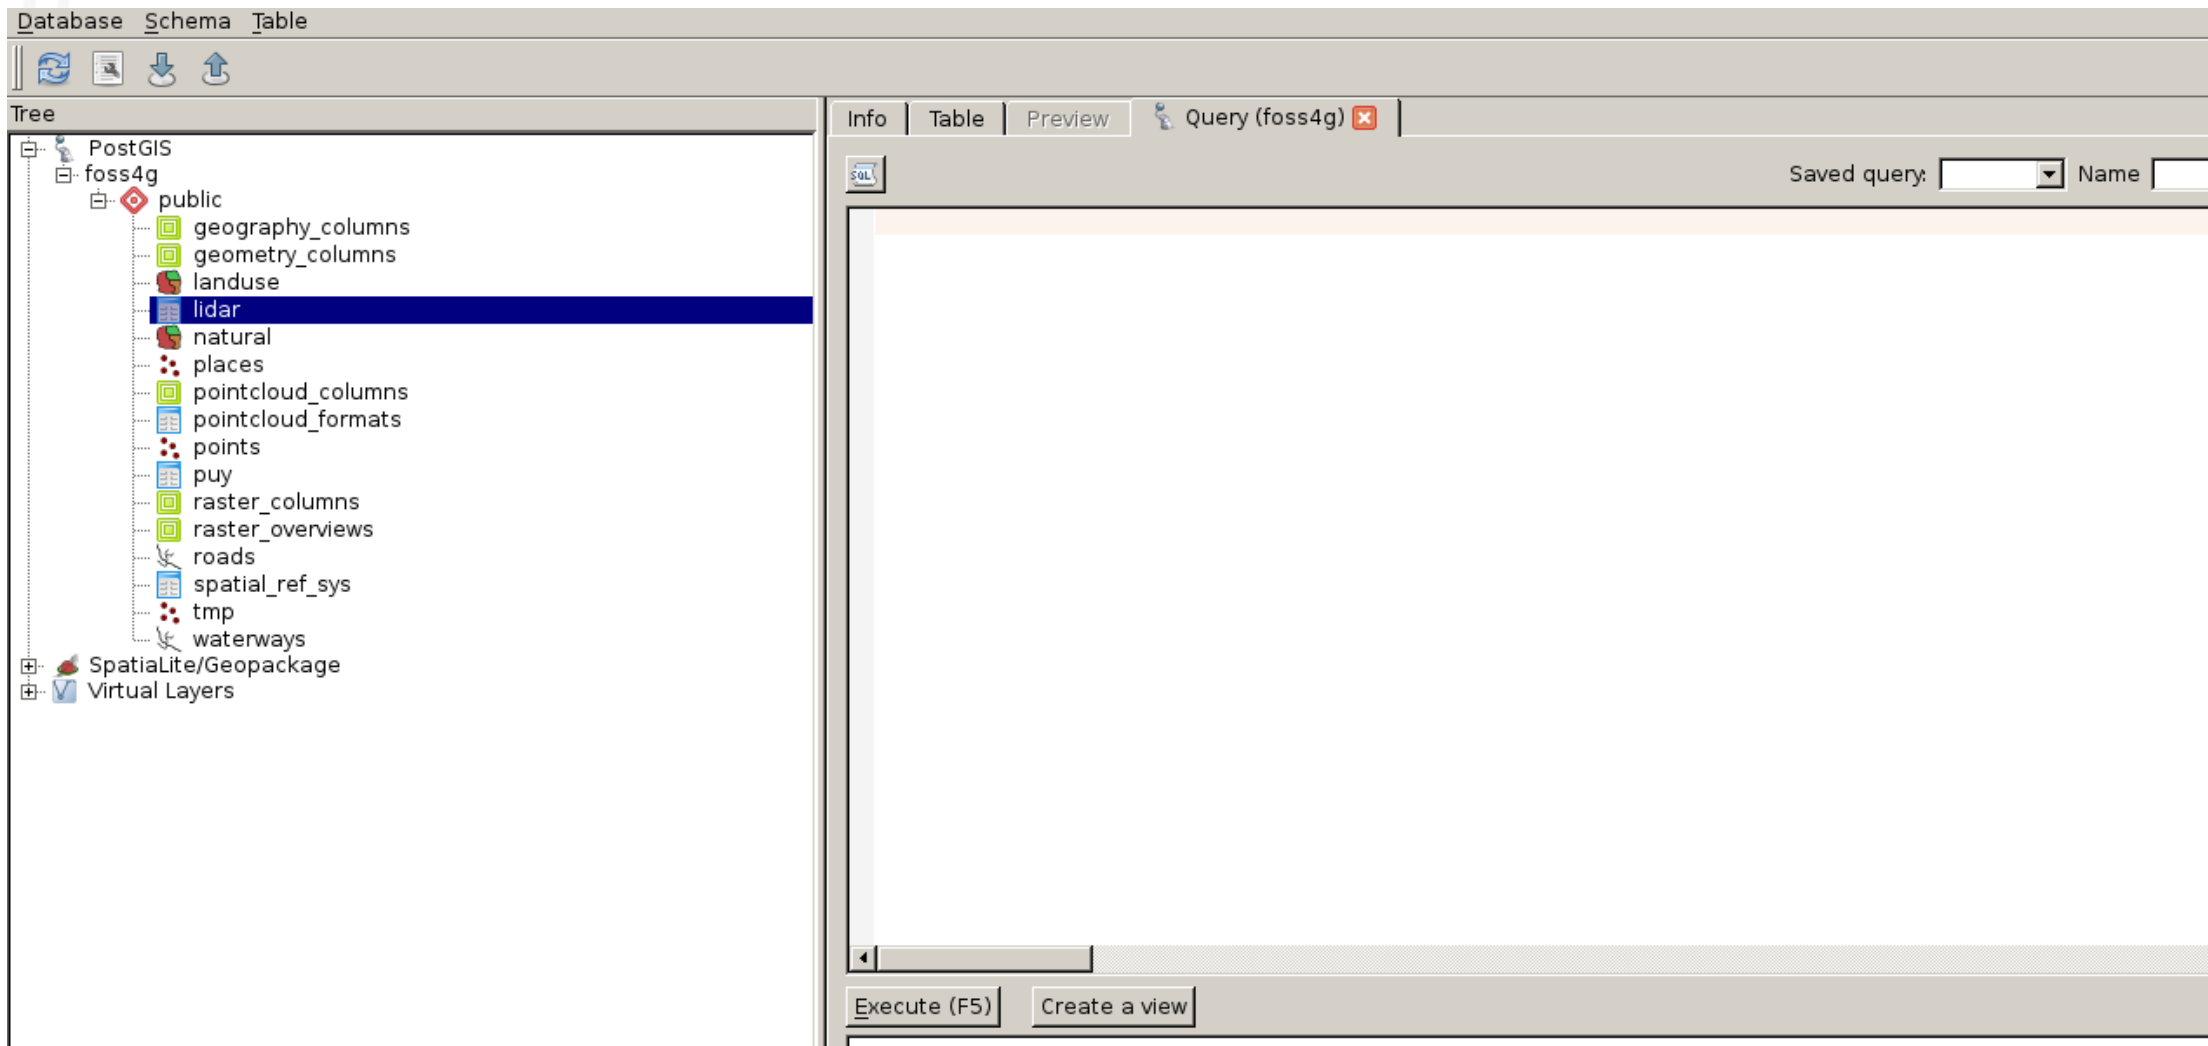 Database Schema Table
Tree
PostGIS
foss4g
public
geography_columns
geometry_columns
landuse
lidar
natural
places
pointcloud_columns
pointcloud_formats
points
puy
raster_columns
raster_overviews
roads
spatial_ref_sys
tmp
waterways
SpatiaLite/Geopackage
Virtual Layers
Info Table Preview Query (foss4g)
SQL Saved query: Name
Execute (F5) Create a view